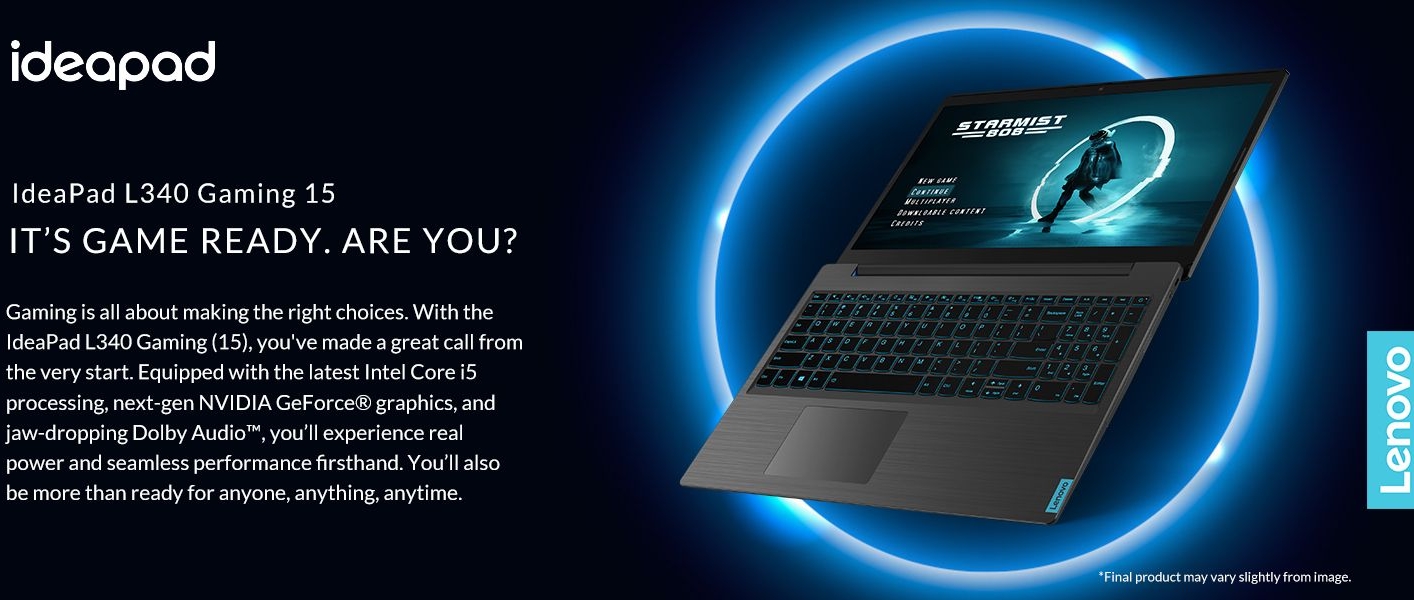 ideapad
IdeaPad L340 Gaming 15
IT’S GAME READY. ARE YOU?
Gaming is all about making the right choices. With the
IdeaPad L340 Gaming (15), you've made a great call from
the very start. Equipped with the latest Intel Core i5
processing, next-gen NVIDIA GeForce® graphics, and
jaw-dropping Dolby Audio™, you’ll experience real
power and seamless performance firsthand. You’ll also
be more than ready for anyone, anything, anytime.
STARMIST
808
NEW GAME
CONTINUE
MULTIPLAYER
DOWNLOADABLE CONTENT
CREDITS
Lenovo
Lenovo
*Final product may vary slightly from image.